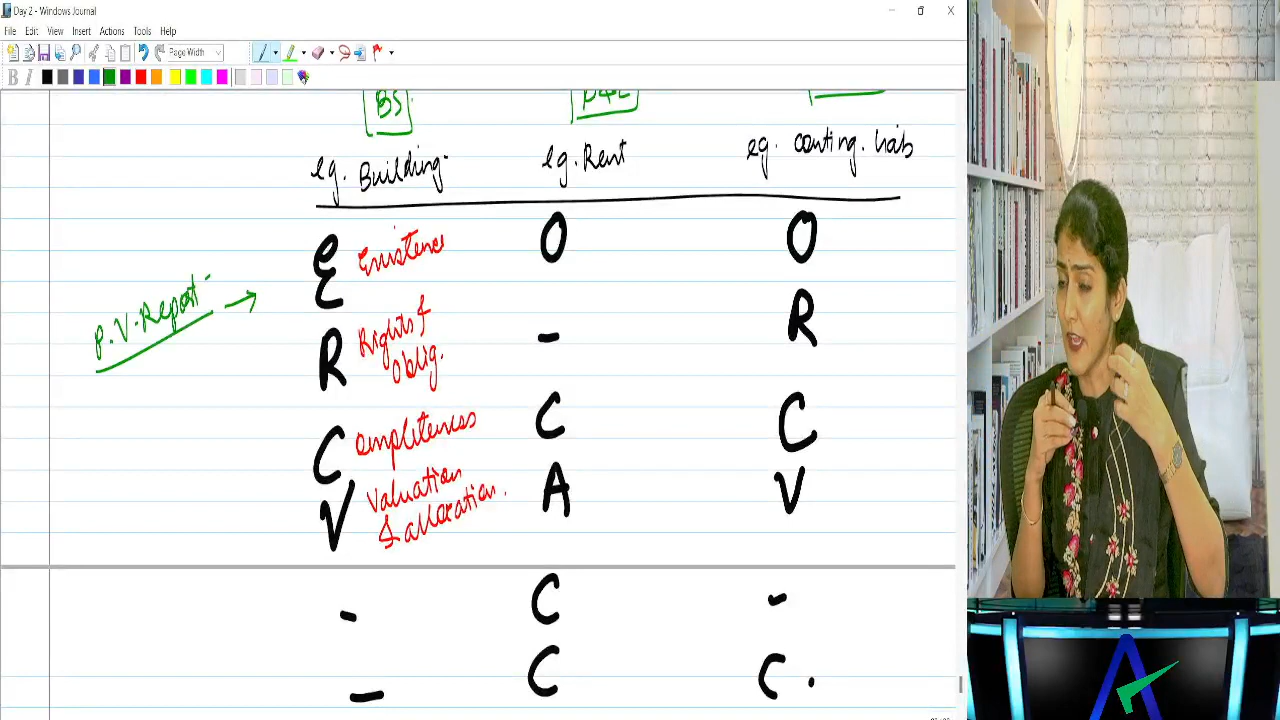 Day 2 - Windows Journal
File Edit View Insert Actions Tools Help
Page Width
B I
BS P&L
eg. Building eg. Rent eg. conting. Liab
E Existence O O
P.V. Report →
R Rights & Oblig. - R
C ompleteness C C
V Valuation & allocation. A V
- C -
- C C.